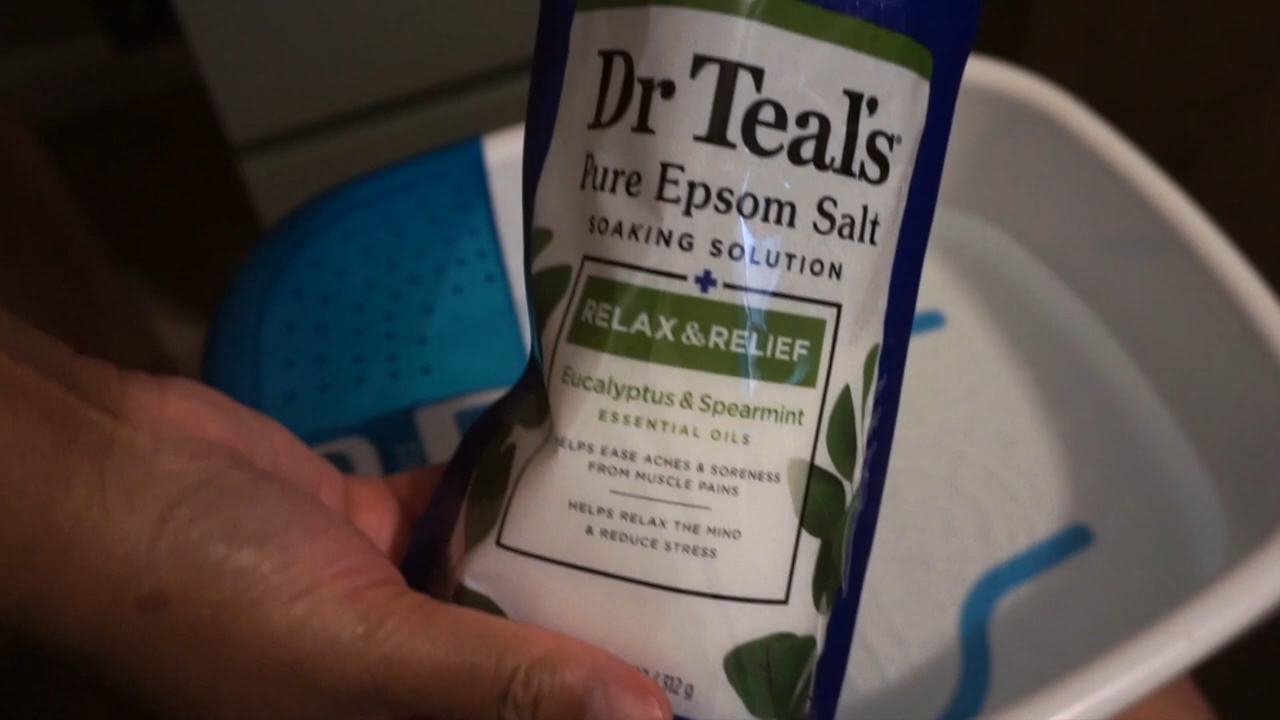 Dr Teal's®
Pure Epsom Salt
SOAKING SOLUTION
RELAX & RELIEF
Eucalyptus & Spearmint
ESSENTIAL OILS
HELPS EASE ACHES & SORENESS
FROM MUSCLE PAINS
HELPS RELAX THE MIND
& REDUCE STRESS
/ 312 g